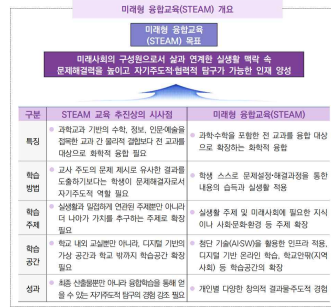 미래형 융합교육(STEAM) 개요
미래형 융합교육
(STEAM) 목표
미래사회의 구성원으로서 삶과 연계한 실생활 맥락 속
문제해결력을 높이고 자기주도적·협력적 탐구가 가능한 인재 양성
구분 STEAM 교육 추진상의 시사점 미래형 융합교육(STEAM)
특징
과학교과 기반의 수학, 정보, 인문·예술을
접목한 교과 간 물리적 결합보다 전 교과를
대상으로 화학적 융합 필요
과학수학을 포함한 전 교과를 융합 대상
으로 확장하는 화학적 융합
학습
방법
교사 주도의 문제 제시로 유사한 결과를
도출하기보다는 학생이 문제해결자로서
자기주도적 역할 필요
학생 스스로 문제설정·해결과정을 통한
내용의 습득과 실생활 적용
학습
주제
실생활과 밀접하게 연관된 주제뿐만 아니라
더 나아가 가치를 추구하는 주제로 확장
필요
실생활 주제 및 미래사회에 필요한 지식
이나 사회문화·환경 등 주제 확장
학습
공간
학교 내의 교실뿐만 아니라, 디지털 기반의
가상 공간과 학교 밖까지 학습공간 확장
필요
첨단 기술(AI·SW)을 활용한 인프라 적용,
디지털 기반 온라인 학습, 학교안팎(지역
사회) 등 학습공간의 확장
성과
최종 산출물뿐만 아니라 융합학습을 통해 얻
을 수 있는 자기주도적 탐구의 경험 강조 필요
개인별 다양한 창의적 결과물·주도적 경험